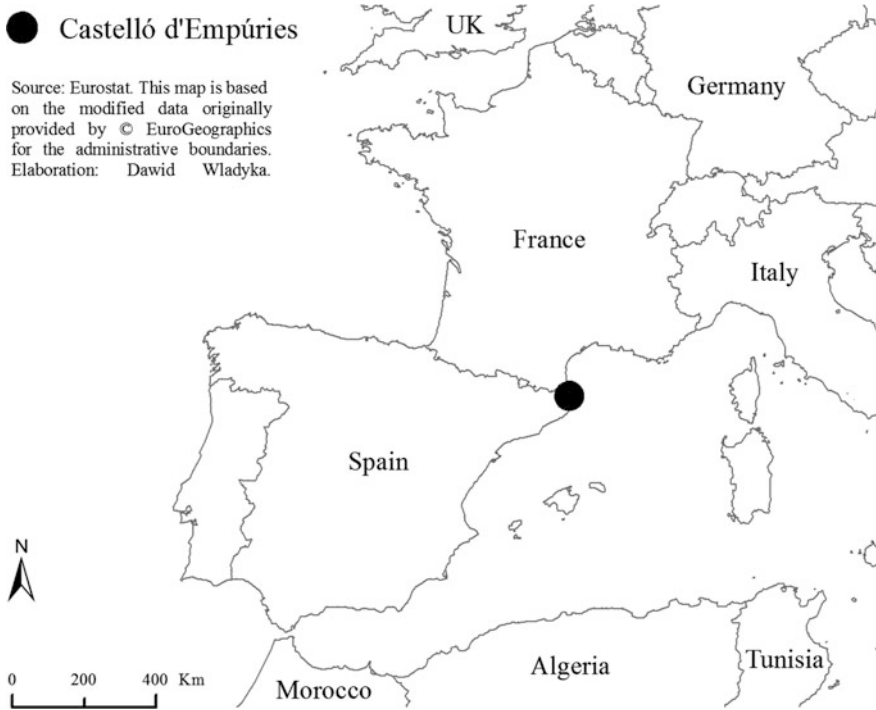 Castelló d'Empúries
Source: Eurostat. This map is based
on the modified data originally
provided by © EuroGeographics
for the administrative boundaries.
Elaboration: Dawid Wladyka.
UK
Germany
France
Italy
Spain
N
0 200 400 Km
Morocco
Algeria
Tunisia